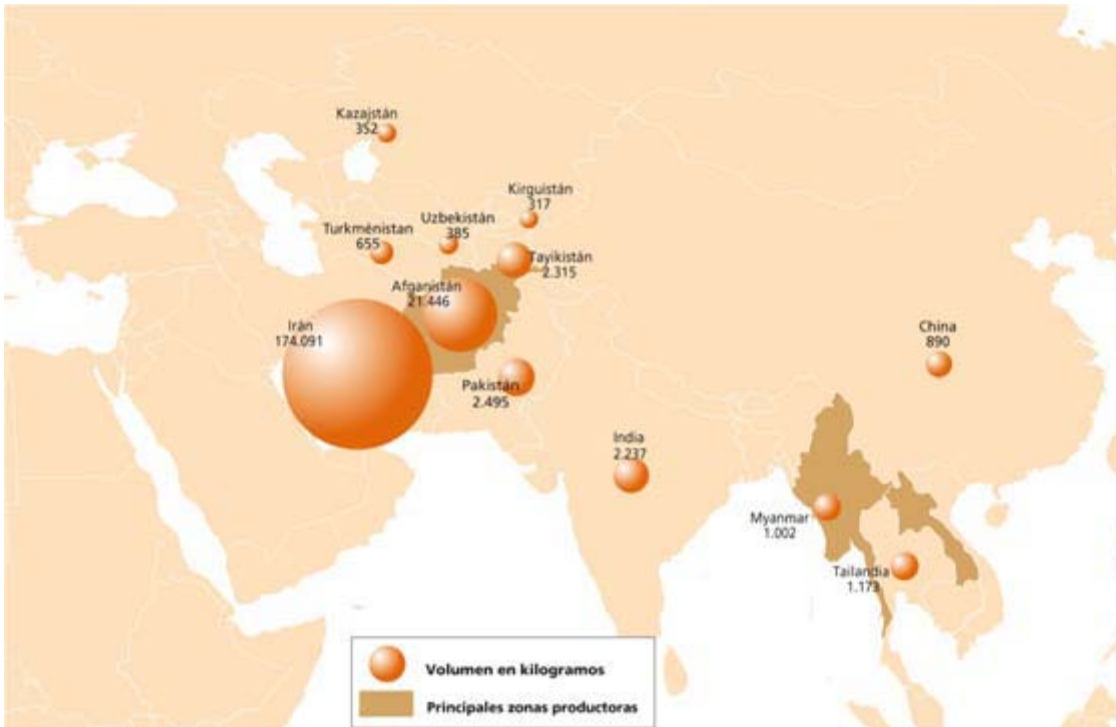 Kazajstán
352
Kirguistán
317
Uzbekistán
385
Turkménistan
655
Tayikistán
2.315
Afganistán
21.446
Irán
174.091
China
890
Pakistán
2.495
India
2.237
Myanmar
1.002
Tailandia
1.173
Volumen en kilogramos
Principales zonas productoras